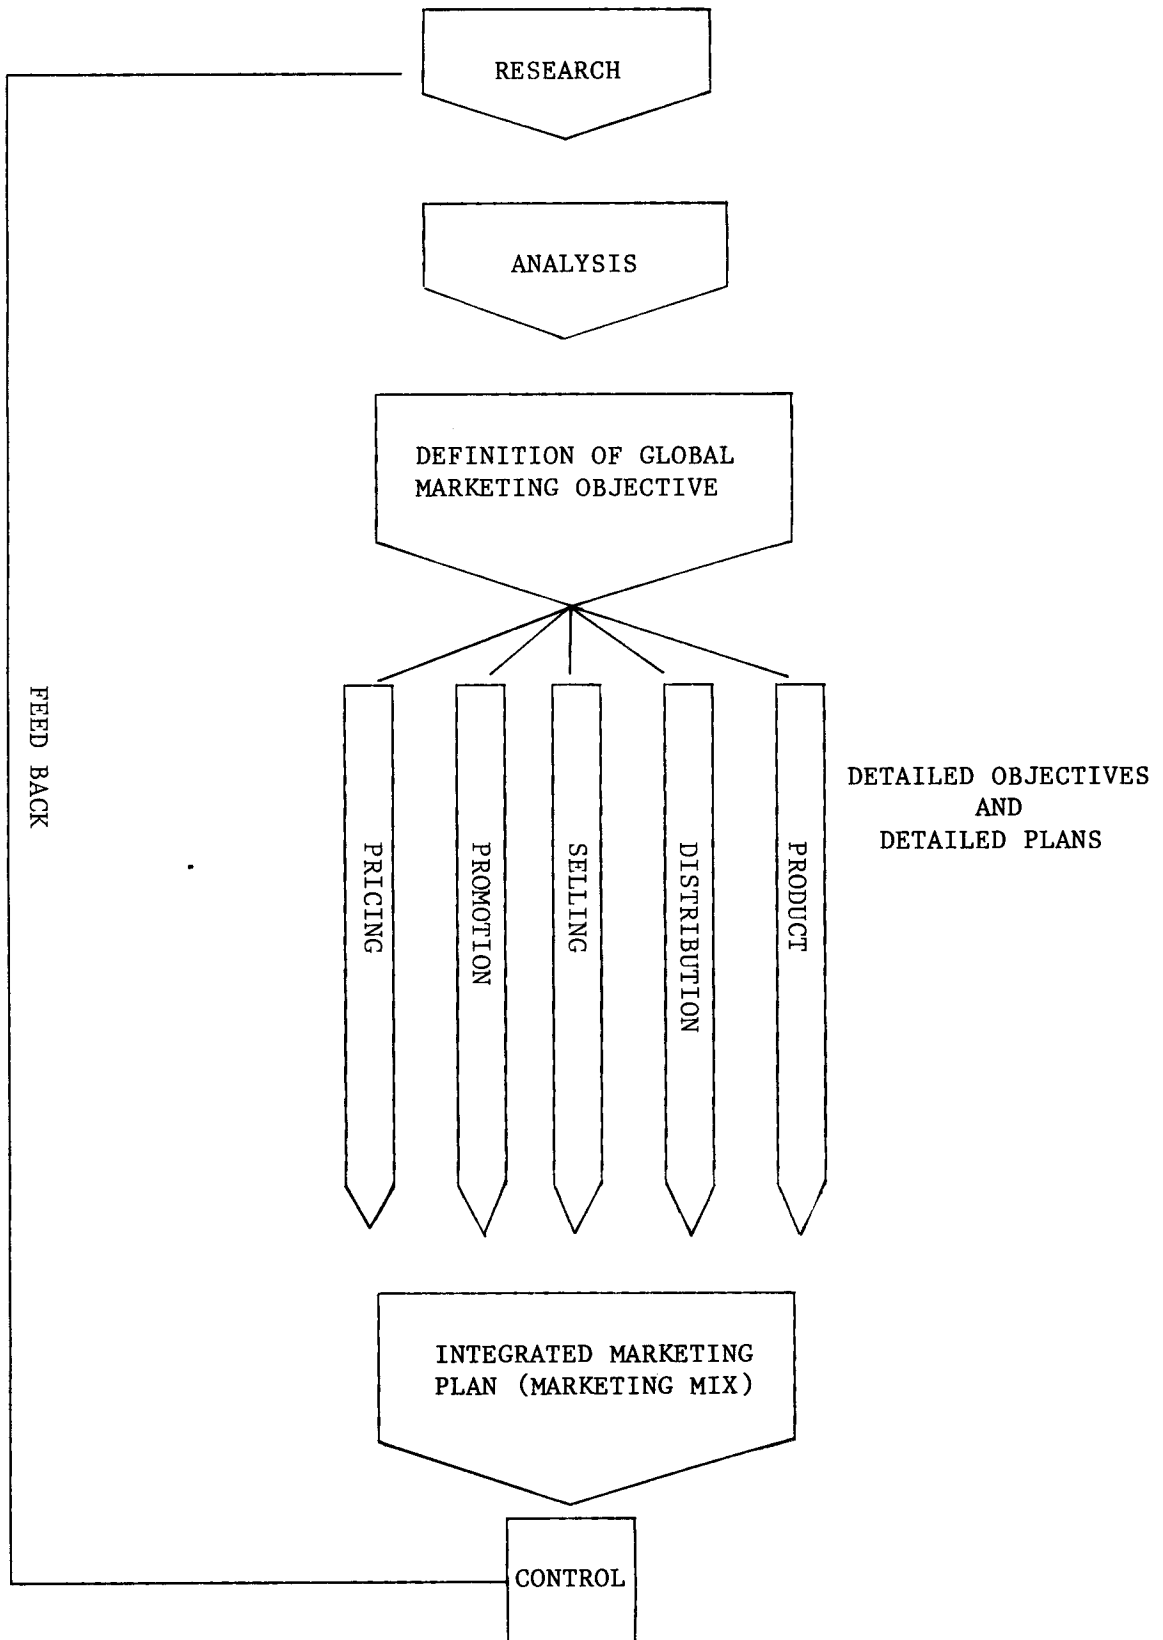 RESEARCH
ANALYSIS
DEFINITION OF GLOBAL
MARKETING OBJECTIVE
FEED BACK
PRICING
PROMOTION
SELLING
DISTRIBUTION
PRODUCT
DETAILED OBJECTIVES
AND
DETAILED PLANS
INTEGRATED MARKETING
PLAN (MARKETING MIX)
CONTROL